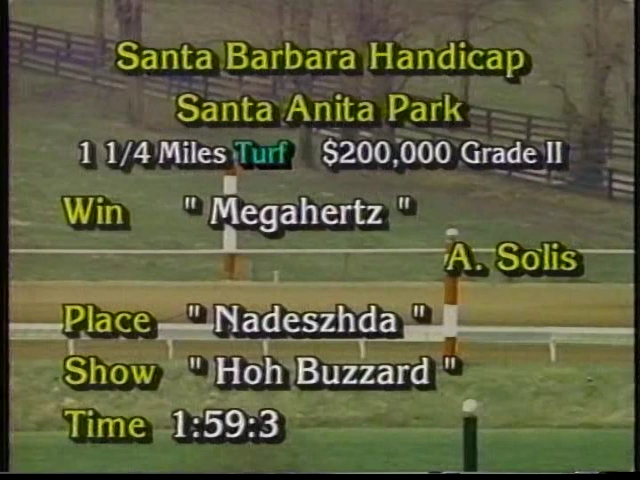 Santa Barbara Handicap
Santa Anita Park
1 1/4 Miles Turf $200,000 Grade II
Win " Megahertz "
A. Solis
Place " Nadeszhda "
Show " Hoh Buzzard "
Time 1:59:3